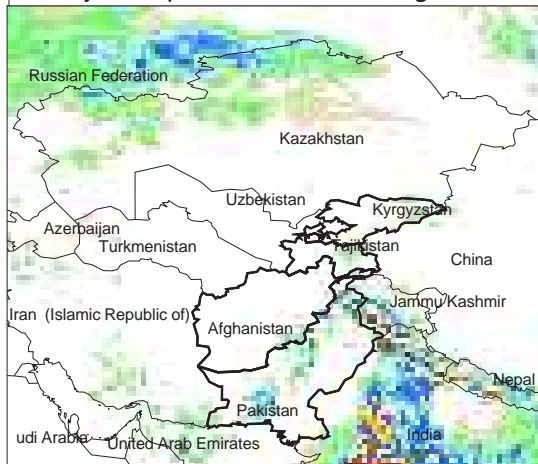 Russian Federation
Kazakhstan
Uzbekistan
Kyrgyzstan
Azerbaijan
Turkmenistan
Tajikistan
China
Iran (Islamic Republic of)
Jammu Kashmir
Afghanistan
Nepal
Pakistan
udi Arabia
United Arab Emirates
India